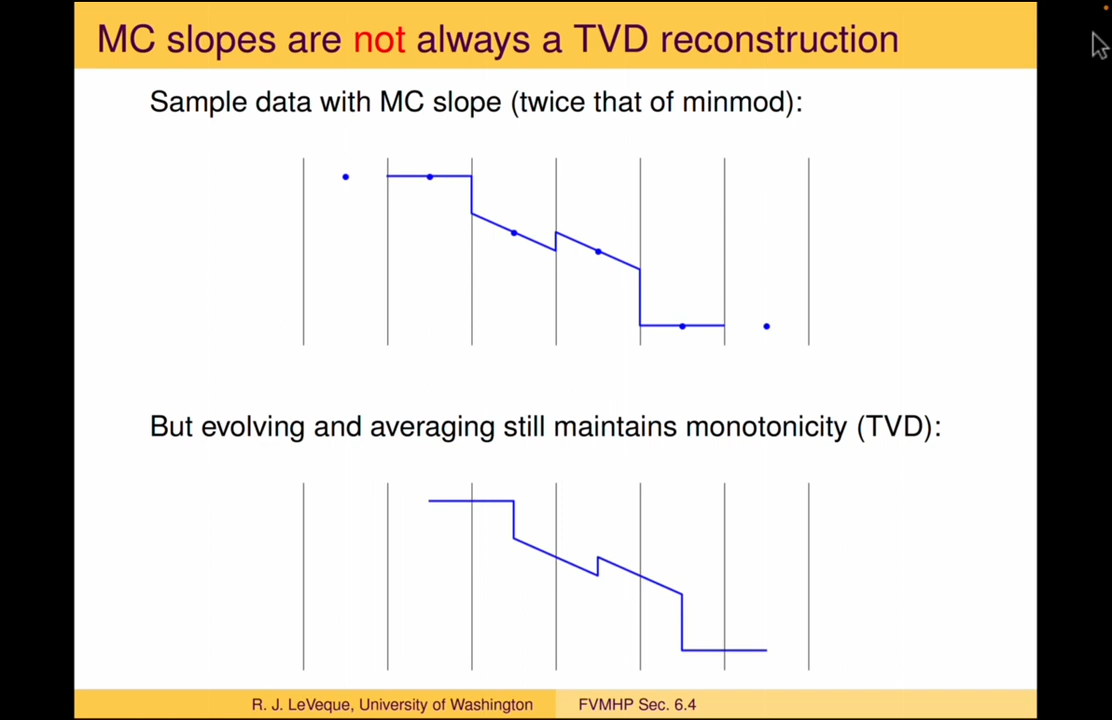 MC slopes are not always a TVD reconstruction
Sample data with MC slope (twice that of minmod):
But evolving and averaging still maintains monotonicity (TVD):
R. J. LeVeque, University of Washington
FVMHP Sec. 6.4